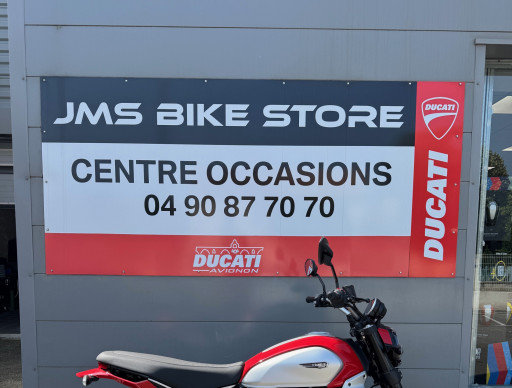 JMS BIKE STORE
DUCATI
CENTRE OCCASIONS
04 90 87 70 70
DUCATI
DUCATI
AVIGNON